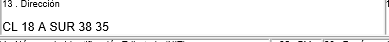 13 . Dirección
CL 18 A SUR 38 35